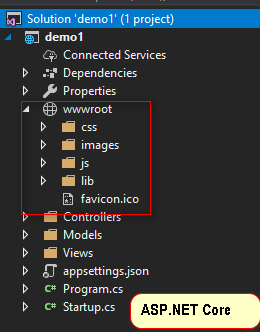 Solution 'demo1' (1 project)
demo1
Connected Services
Dependencies
Properties
wwwroot
css
images
js
lib
favicon.ico
Controllers
Models
Views
appsettings.json
C# Program.cs
C# Startup.cs
ASP.NET Core